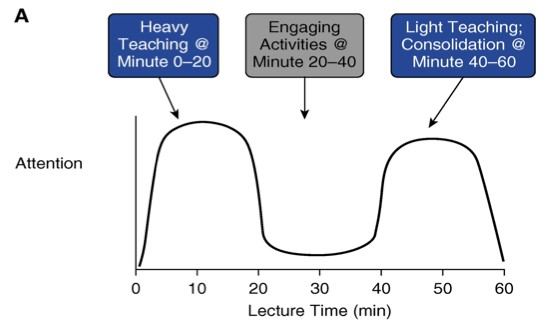 A
Heavy
Teaching @
Minute 0–20
Engaging
Activities @
Minute 20–40
Light Teaching;
Consolidation @
Minute 40–60
Attention
0 10 20 30 40 50 60
Lecture Time (min)